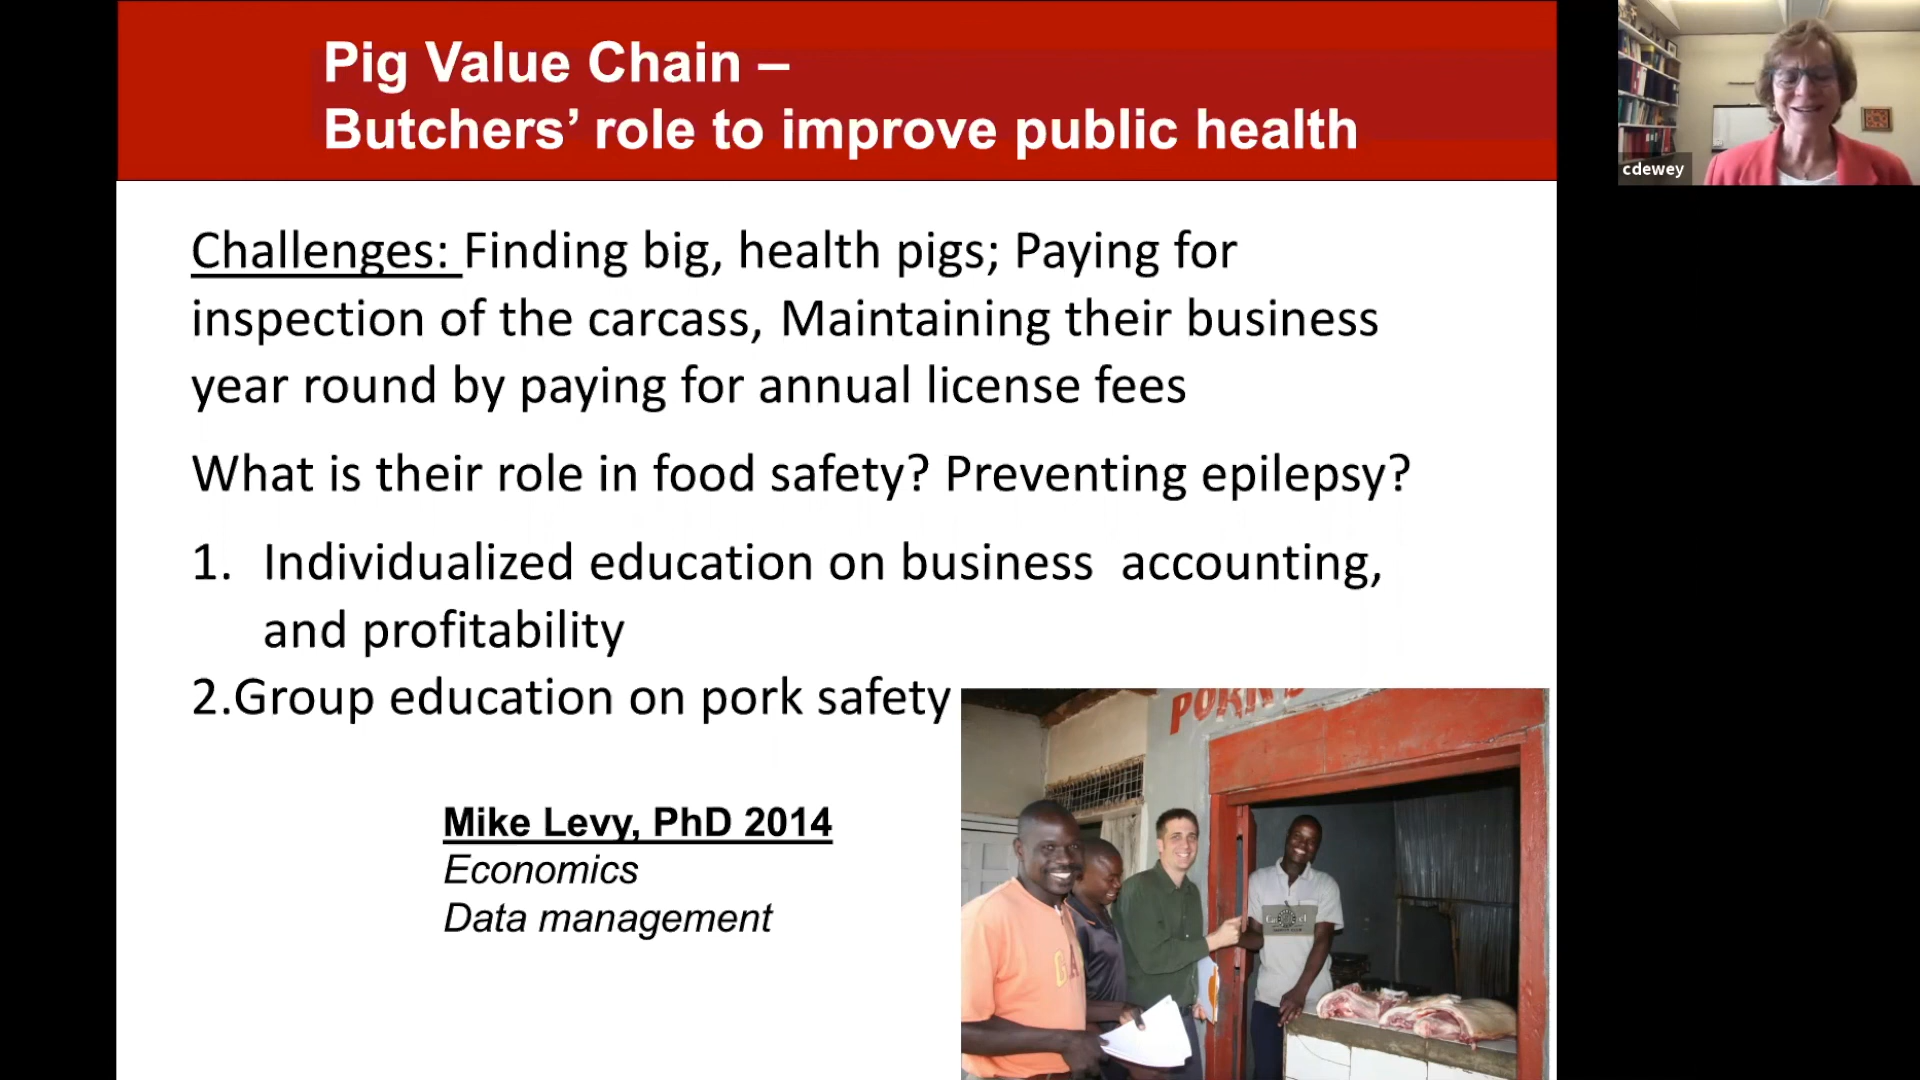 Pig Value Chain –
Butchers’ role to improve public health
cdewey
Challenges: Finding big, health pigs; Paying for
inspection of the carcass, Maintaining their business
year round by paying for annual license fees
What is their role in food safety? Preventing epilepsy?
1. Individualized education on business accounting,
and profitability
2.Group education on pork safety
Mike Levy, PhD 2014
Economics
Data management